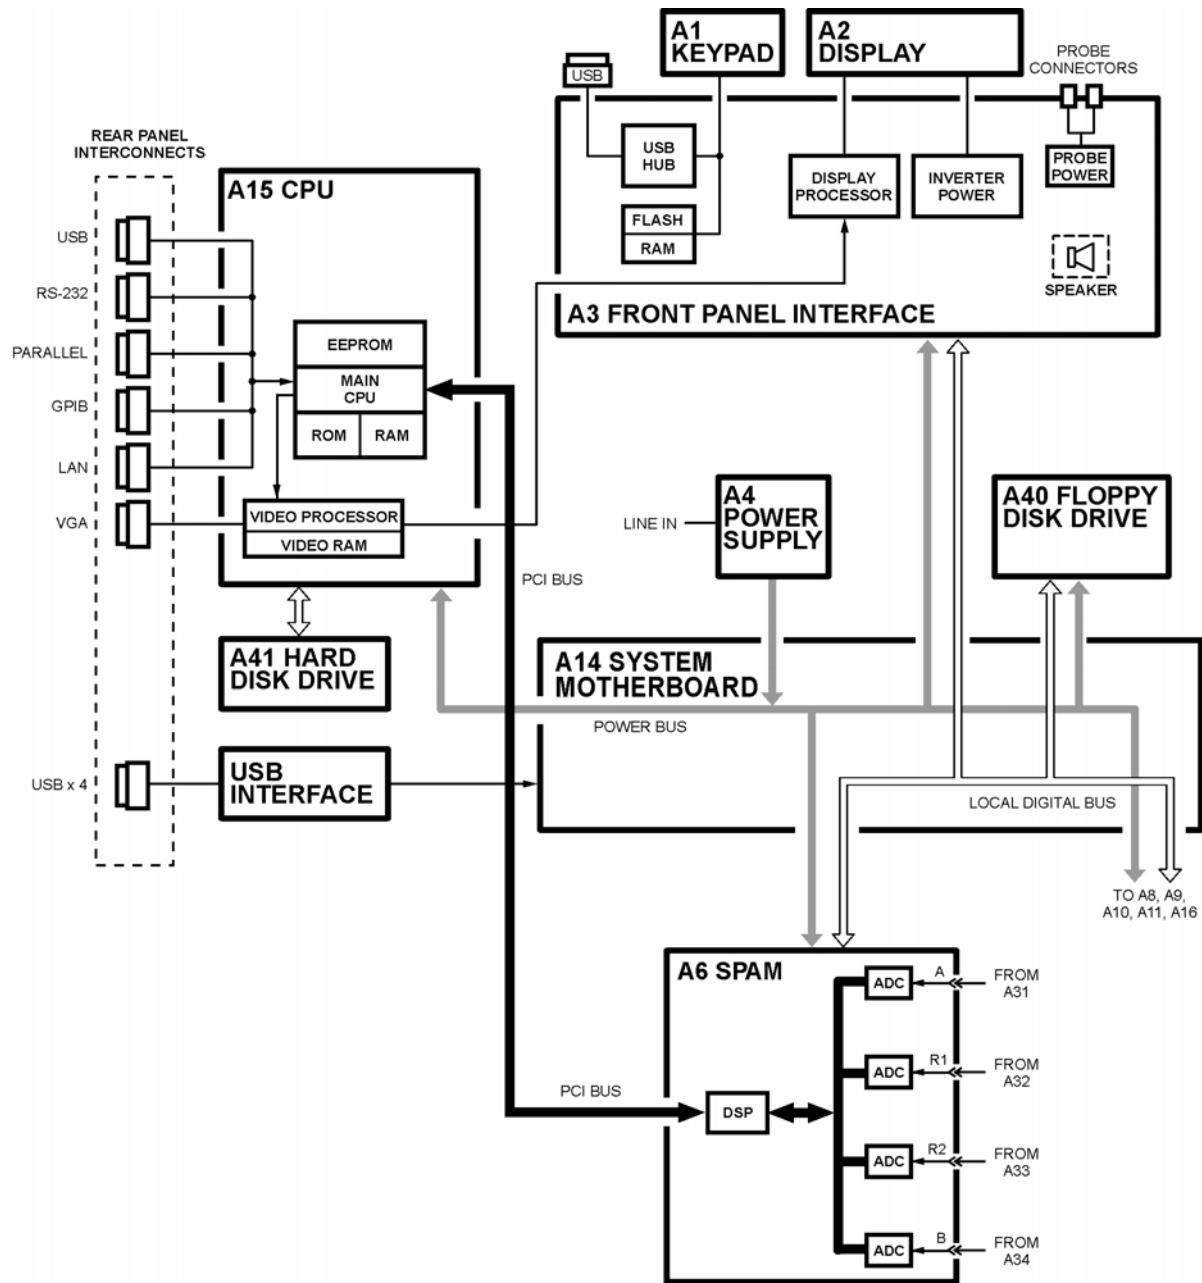 A1
KEYPAD
A2
DISPLAY
USB
PROBE
CONNECTORS
REAR PANEL
INTERCONNECTS
USB
HUB
DISPLAY
PROCESSOR
INVERTER
POWER
PROBE
POWER
FLASH
RAM
SPEAKER
A3 FRONT PANEL INTERFACE
A15 CPU
USB
RS-232
PARALLEL
GPIB
LAN
VGA
EEPROM
MAIN
CPU
ROM
RAM
VIDEO PROCESSOR
VIDEO RAM
PCI BUS
LINE IN
A4
POWER
SUPPLY
A40 FLOPPY
DISK DRIVE
A41 HARD
DISK DRIVE
A14 SYSTEM
MOTHERBOARD
POWER BUS
USB x 4
USB
INTERFACE
LOCAL DIGITAL BUS
TO A8, A9,
A10, A11, A16
A6 SPAM
ADC
A
FROM
A31
ADC
R1
FROM
A32
PCI BUS
DSP
ADC
R2
FROM
A33
ADC
B
FROM
A34